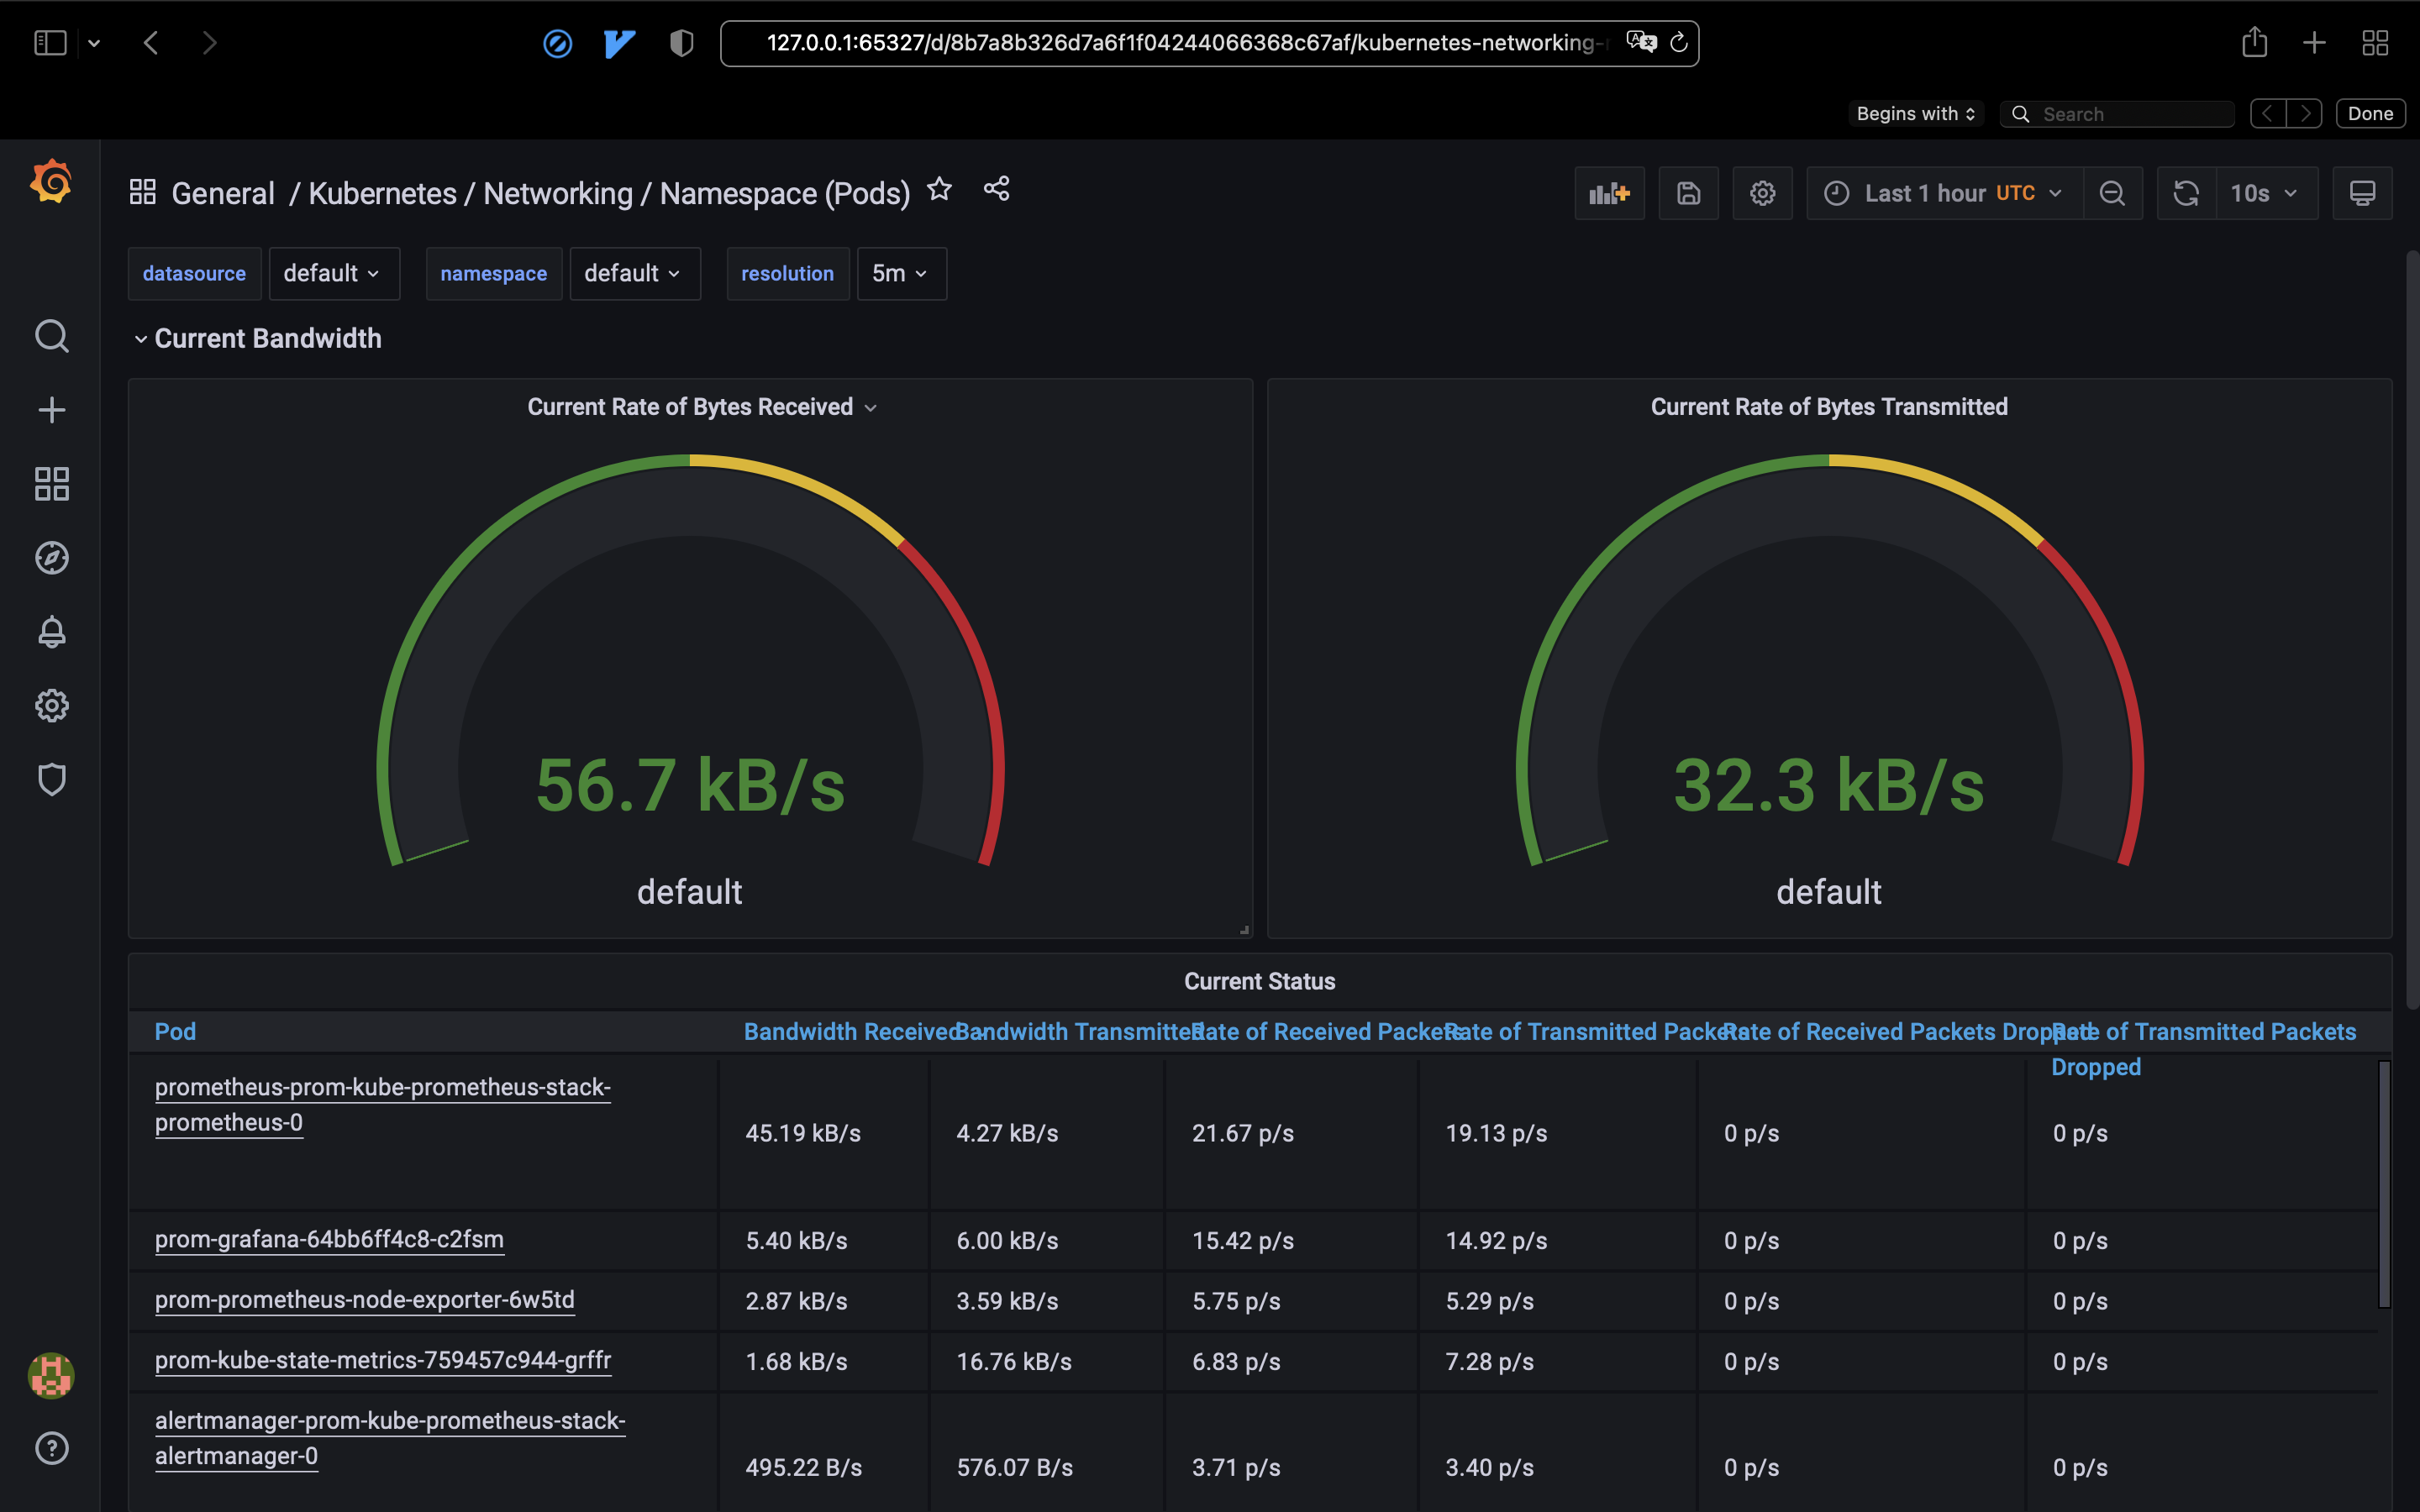 127.0.0.1:65327/d/8b7a8b326d7a6f1f04244066368c67af/kubernetes-networking-
Begins with Search Done
General / Kubernetes / Networking / Namespace (Pods) Last 1 hour UTC 10s
datasource default namespace default resolution 5m
Current Bandwidth
Current Rate of Bytes Received
56.7 kB/s
default
Current Rate of Bytes Transmitted
32.3 kB/s
default
Current Status
Pod Bandwidth Received Bandwidth Transmitted Rate of Received Packets Rate of Transmitted Packets Rate of Received Packets Dropped Rate of Transmitted Packets
Dropped
prometheus-prom-kube-prometheus-stack-
prometheus-0
45.19 kB/s 4.27 kB/s 21.67 p/s 19.13 p/s 0 p/s 0 p/s
prom-grafana-64bb6ff4c8-c2fsm 5.40 kB/s 6.00 kB/s 15.42 p/s 14.92 p/s 0 p/s 0 p/s
prom-prometheus-node-exporter-6w5td 2.87 kB/s 3.59 kB/s 5.75 p/s 5.29 p/s 0 p/s 0 p/s
prom-kube-state-metrics-759457c944-grffr 1.68 kB/s 16.76 kB/s 6.83 p/s 7.28 p/s 0 p/s 0 p/s
alertmanager-prom-kube-prometheus-stack-
alertmanager-0
495.22 B/s 576.07 B/s 3.71 p/s 3.40 p/s 0 p/s 0 p/s